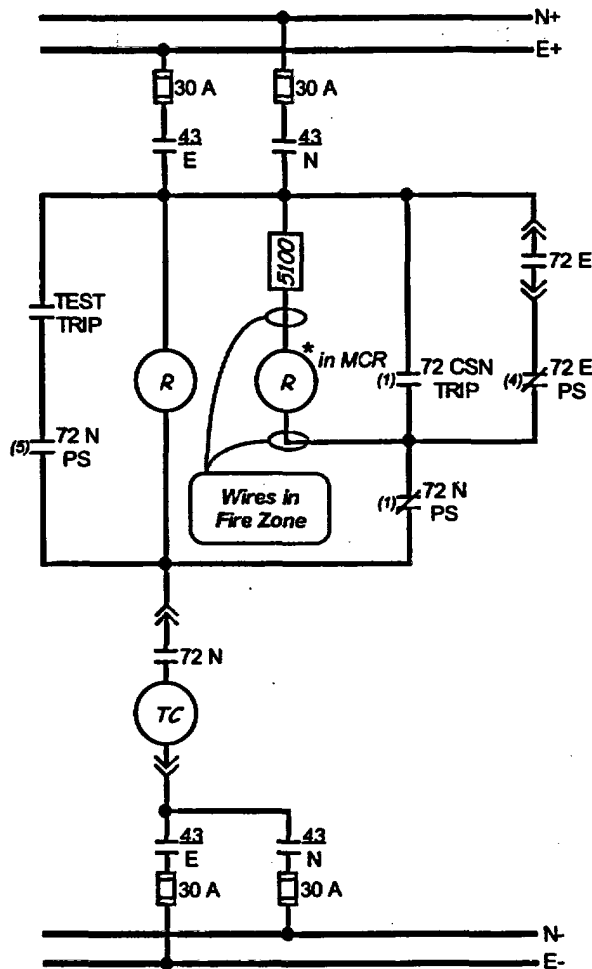 N+
E+
30 A
30 A
43
E
43
N
5100
72 E
TEST
TRIP
* in MCR
R
R
(1) 72 CSN
TRIP
(4) 72 E
PS
(5) 72 N
PS
Wires in
Fire Zone
(1) 72 N
PS
72 N
TC
43
E
43
N
30 A
30 A
N-
E-